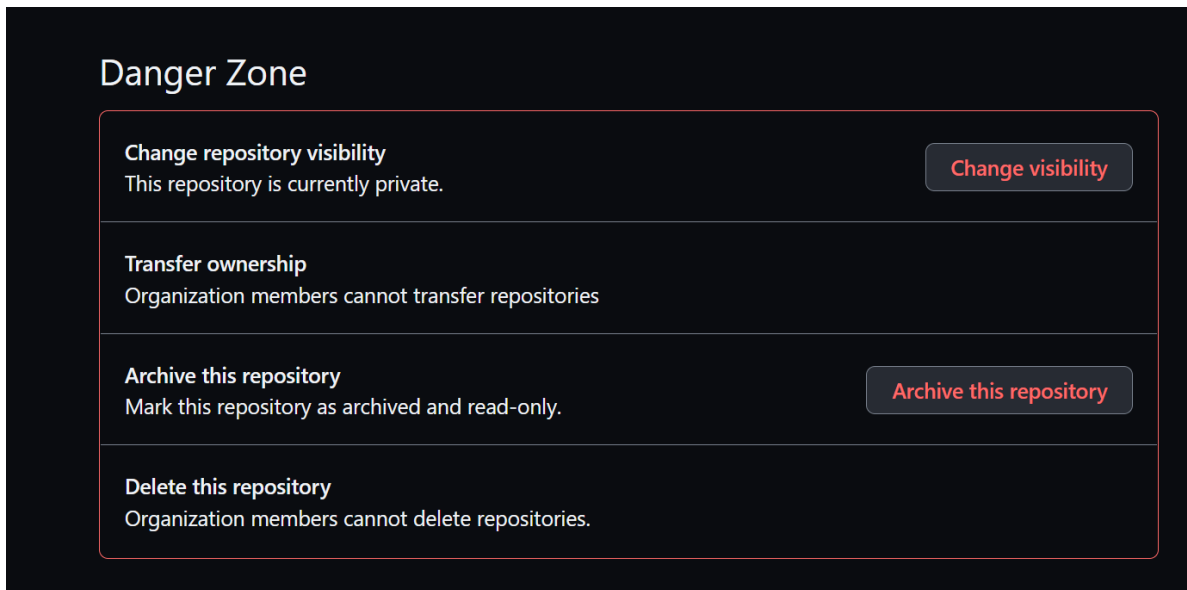 Danger Zone
Change repository visibility
This repository is currently private.
Change visibility
Transfer ownership
Organization members cannot transfer repositories
Archive this repository
Mark this repository as archived and read-only.
Archive this repository
Delete this repository
Organization members cannot delete repositories.